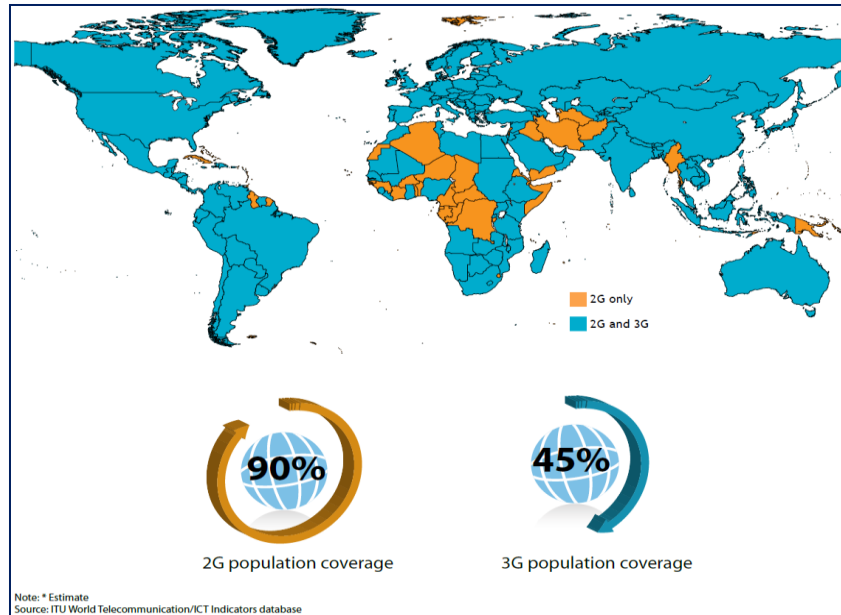 2G only
2G and 3G
90%
45%
2G population coverage
3G population coverage
Note: * Estimate
Source: ITU World Telecommunication/ICT Indicators database